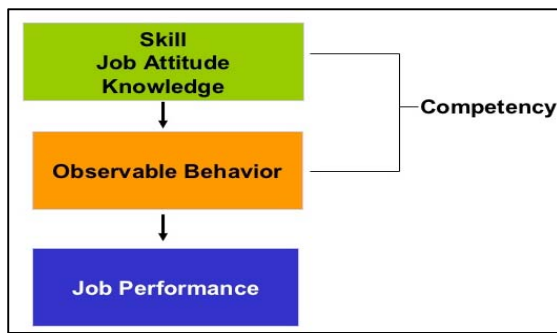 Skill
Job Attitude
Knowledge
Competency
Observable Behavior
Job Performance